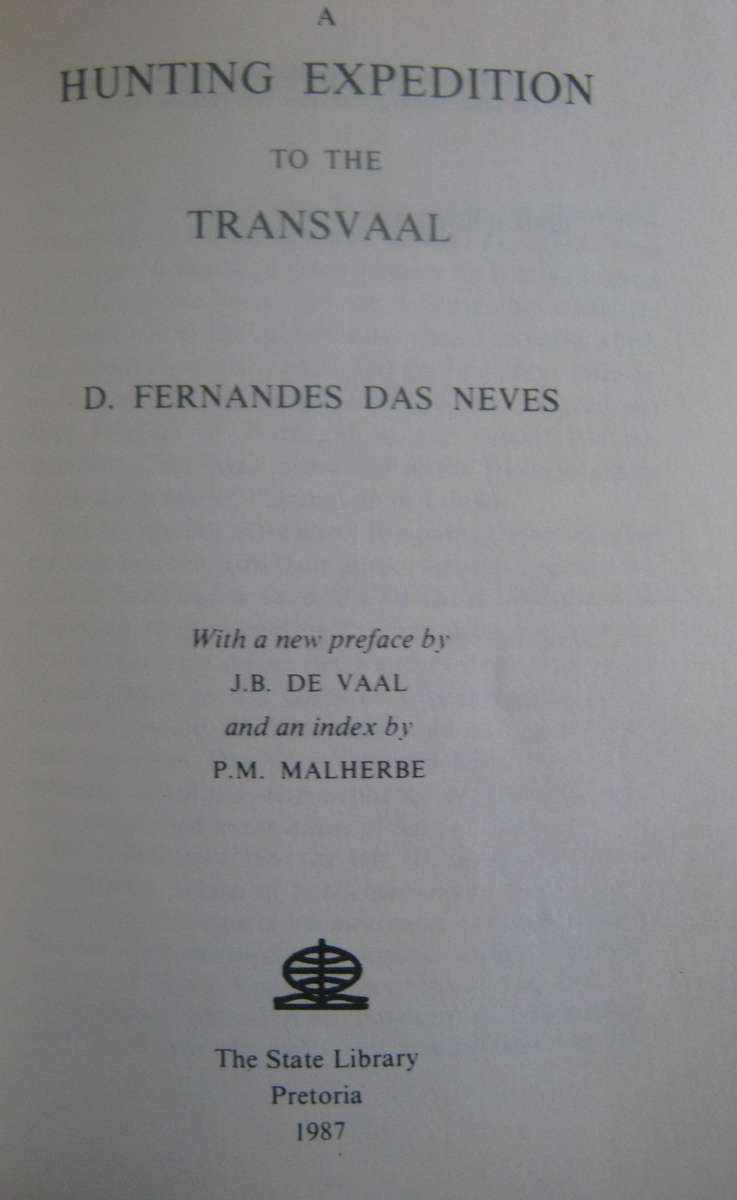 A
HUNTING EXPEDITION
TO THE
TRANSVAAL
D. FERNANDES DAS NEVES
With a new preface by
J.B. DE VAAL
and an index by
P.M. MALHERBE
The State Library
Pretoria
1987